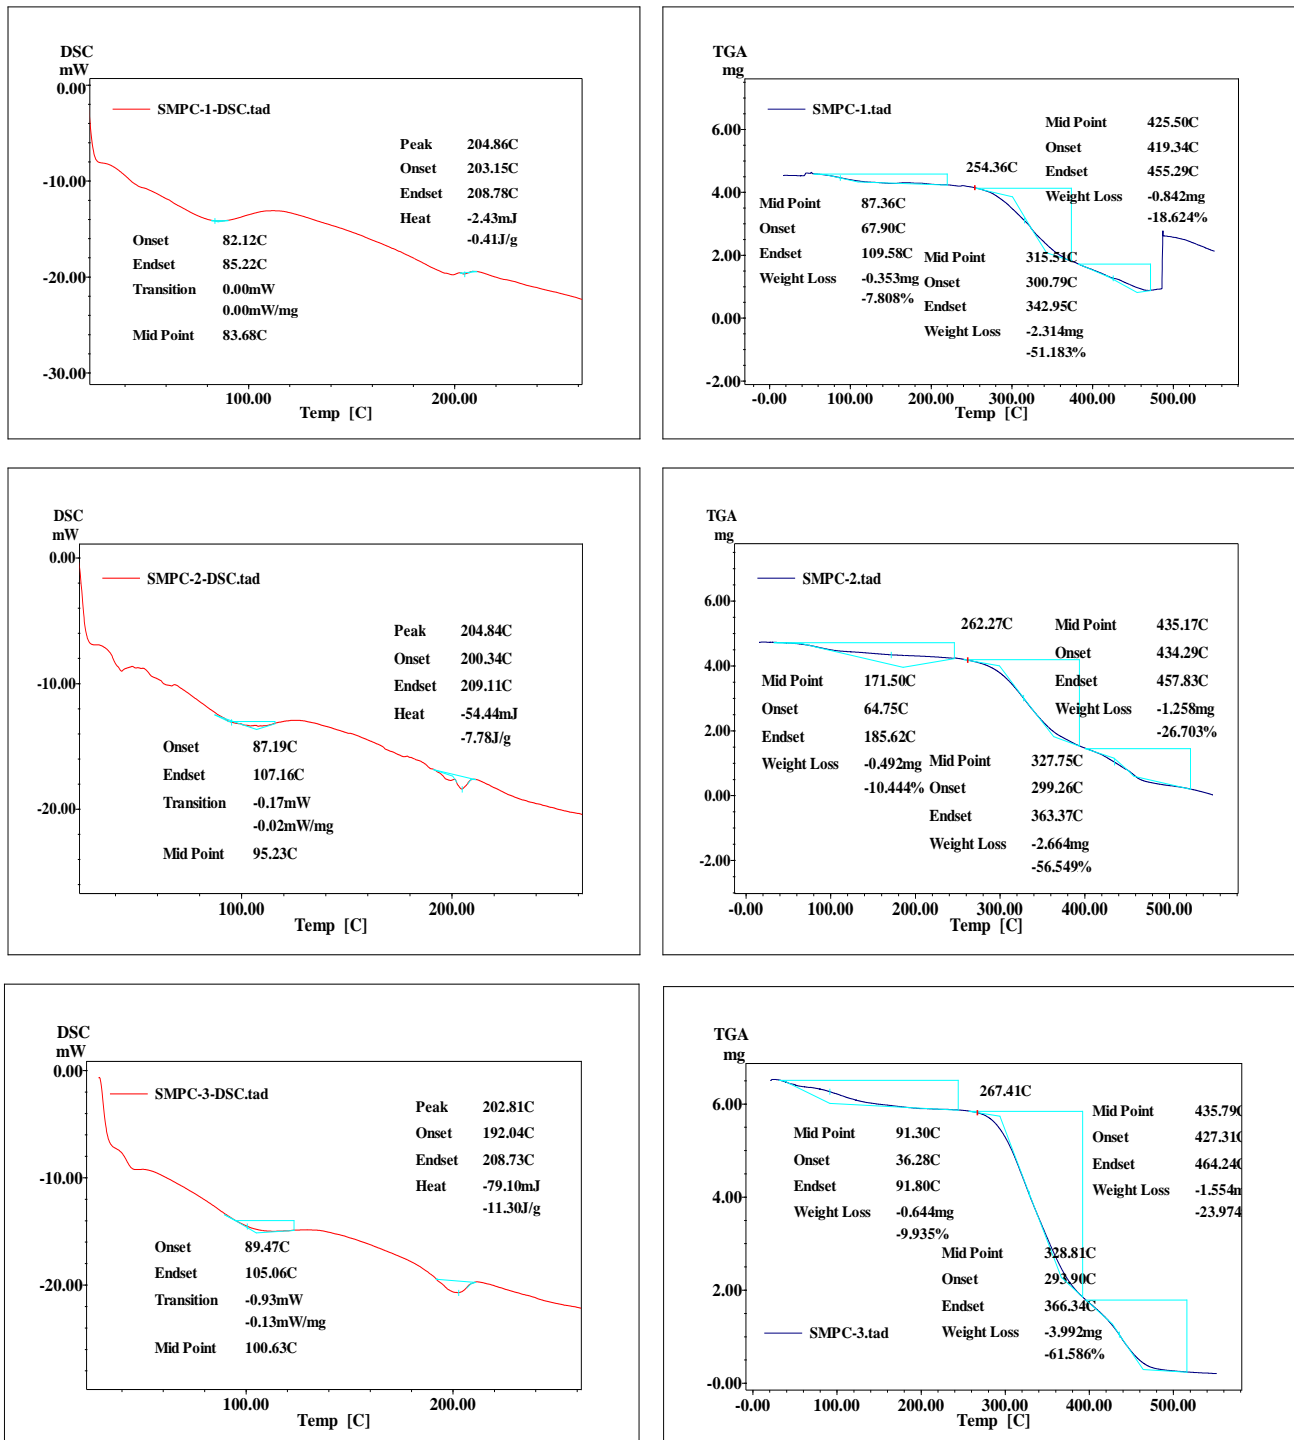 DSC
mW
0.00
-10.00
-20.00
-30.00
SMPC-1-DSC.tad
Peak 204.86C
Onset 203.15C
Endset 208.78C
Heat -2.43mJ
-0.41J/g
Onset 82.12C
Endset 85.22C
Transition 0.00mW
0.00mW/mg
Mid Point 83.68C
100.00 200.00
Temp [C]
TGA
mg
6.00
4.00
2.00
0.00
-2.00
SMPC-1.tad
254.36C
Mid Point 425.50C
Onset 419.34C
Endset 455.29C
Weight Loss -0.842mg
-18.624%
Mid Point 87.36C
Onset 67.90C
Endset 109.58C
Weight Loss -0.353mg
-7.808%
Mid Point 315.51C
Onset 300.79C
Endset 342.95C
Weight Loss -2.314mg
-51.183%
-0.00 100.00 200.00 300.00 400.00 500.00
Temp [C]
DSC
mW
0.00
-10.00
-20.00
SMPC-2-DSC.tad
Peak 204.84C
Onset 200.34C
Endset 209.11C
Heat -54.44mJ
-7.78J/g
Onset 87.19C
Endset 107.16C
Transition -0.17mW
-0.02mW/mg
Mid Point 95.23C
100.00 200.00
Temp [C]
TGA
mg
6.00
4.00
2.00
0.00
-2.00
SMPC-2.tad
262.27C
Mid Point 435.17C
Onset 434.29C
Endset 457.83C
Weight Loss -1.258mg
-26.703%
Mid Point 171.50C
Onset 64.75C
Endset 185.62C
Weight Loss -0.492mg
-10.444%
Mid Point 327.75C
Onset 299.26C
Endset 363.37C
Weight Loss -2.664mg
-56.549%
-0.00 100.00 200.00 300.00 400.00 500.00
Temp [C]
DSC
mW
0.00
-10.00
-20.00
SMPC-3-DSC.tad
Peak 202.81C
Onset 192.04C
Endset 208.73C
Heat -79.10mJ
-11.30J/g
Onset 89.47C
Endset 105.06C
Transition -0.93mW
-0.13mW/mg
Mid Point 100.63C
100.00 200.00
Temp [C]
TGA
mg
6.00
4.00
2.00
-0.00
267.41C
Mid Point 435.79C
Onset 427.31C
Endset 464.24C
Weight Loss -1.554m
-23.974
Mid Point 91.30C
Onset 36.28C
Endset 91.80C
Weight Loss -0.644mg
-9.935%
Mid Point 328.81C
Onset 293.90C
Endset 366.34C
Weight Loss -3.992mg
-61.586%
SMPC-3.tad
-0.00 100.00 200.00 300.00 400.00 500.00
Temp [C]